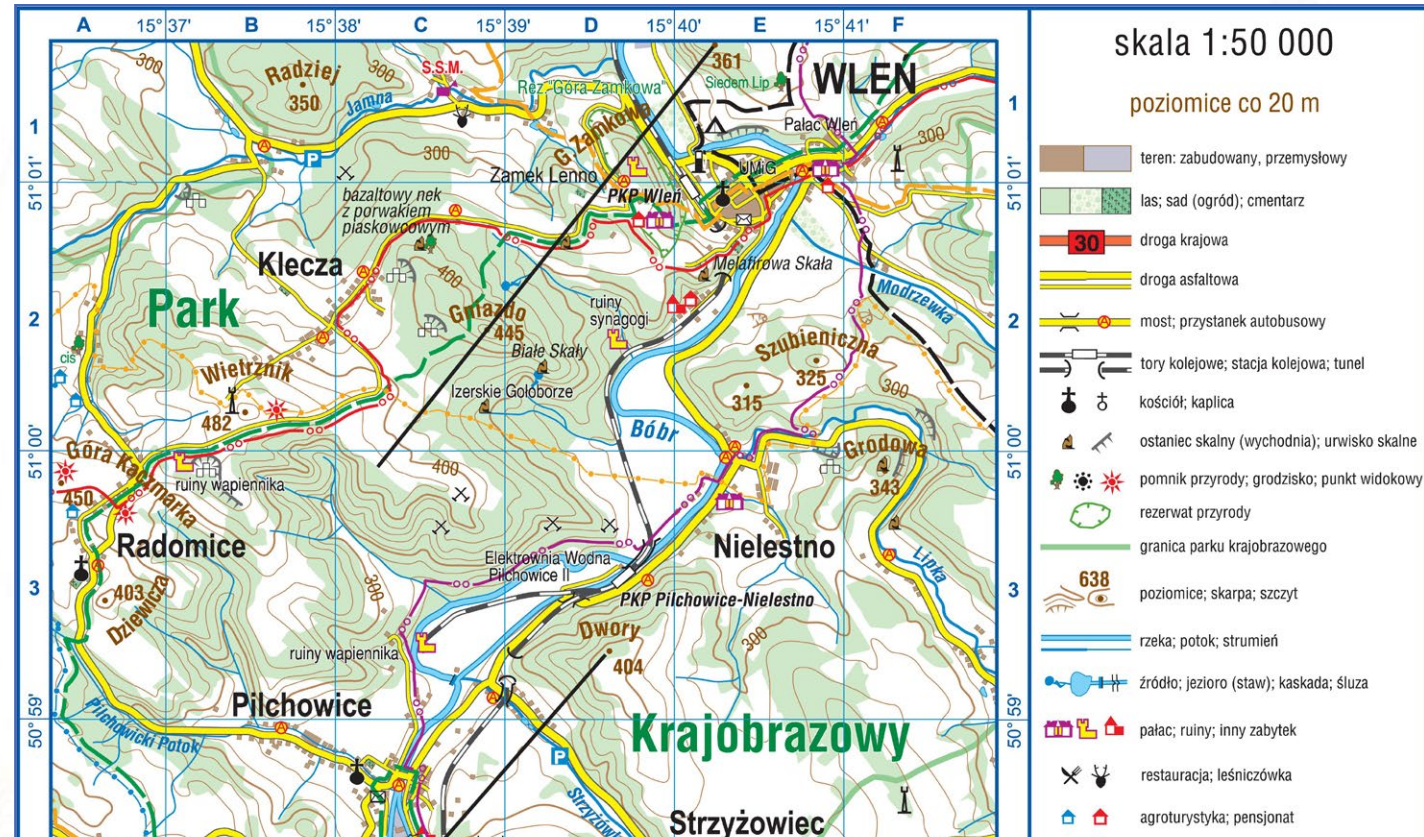 A
15° 37'
B
15° 38'
C
15° 39'
D
15° 40'
E
15° 41'
F
1
51° 01'
2
51° 00'
3
50° 59'
1
51° 01'
2
51° 00'
3
50° 59'
300
Radziej
350
300
Jamna
S.S.M.
Rez. "Góra Zamkowa"
361
Siedem Lip
WLEŃ
Pałac Wleń
300
P
300
G Zamkowa
Zamek Lenno
PKP Wleń
UMiG
bazaltowy nek
z porwakiem
piaskowcowym
Klecza
400
Melafirowa Skała
Modrzewka
Park
Gniazdo
445
ruiny
synagogi
Białe Skały
Szubieniczna
325
315
300
cis
Wietrznik
482
Izerskie Gołoborze
Bóbr
Grodowa
343
Góra Kaczmarka
450
ruiny wapiennika
400
Radomice
Elektrownia Wodna
Pilchowice II
Nielestno
Lipka
403
Dziewicza
300
PKP Pilchowice-Nielestno
Dwory
404
300
ruiny wapiennika
Pilchowice
Pilchowicki Potok
Krajobrazowy
P
Strzyżowiec
skala 1:50 000
poziomice co 20 m
teren: zabudowany, przemysłowy
las; sad (ogród); cmentarz
30
droga krajowa
droga asfaltowa
most; przystanek autobusowy
tory kolejowe; stacja kolejowa; tunel
kościół; kaplica
ostaniec skalny (wychodnia); urwisko skalne
pomnik przyrody; grodzisko; punkt widokowy
rezerwat przyrody
granica parku krajobrazowego
638
poziomice; skarpa; szczyt
rzeka; potok; strumień
źródło; jezioro (staw); kaskada; śluza
pałac; ruiny; inny zabytek
restauracja; leśniczówka
agroturystyka; pensjonat